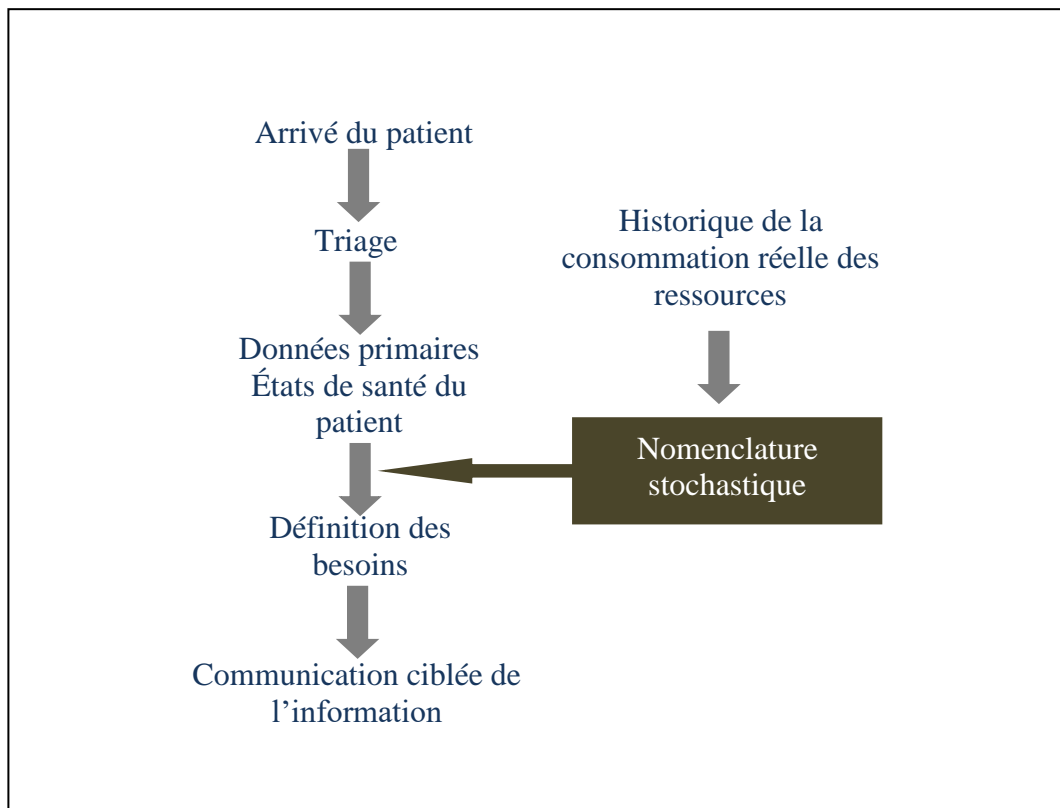 Arrivé du patient
Triage
Données primaires
États de santé du
patient
Définition des
besoins
Communication ciblée de
l’information
Historique de la
consommation réelle des
ressources
Nomenclature
stochastique